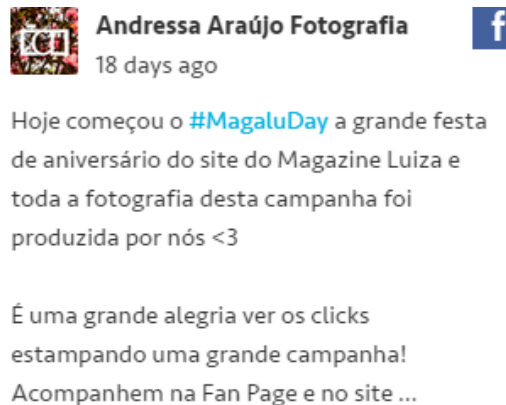 Andressa Araújo Fotografia
18 days ago
Hoje começou o #MagaluDay a grande festa
de aniversário do site do Magazine Luiza e
toda a fotografia desta campanha foi
produzida por nós <3
É uma grande alegria ver os clicks
estampando uma grande campanha!
Acompanhem na Fan Page e no site ...